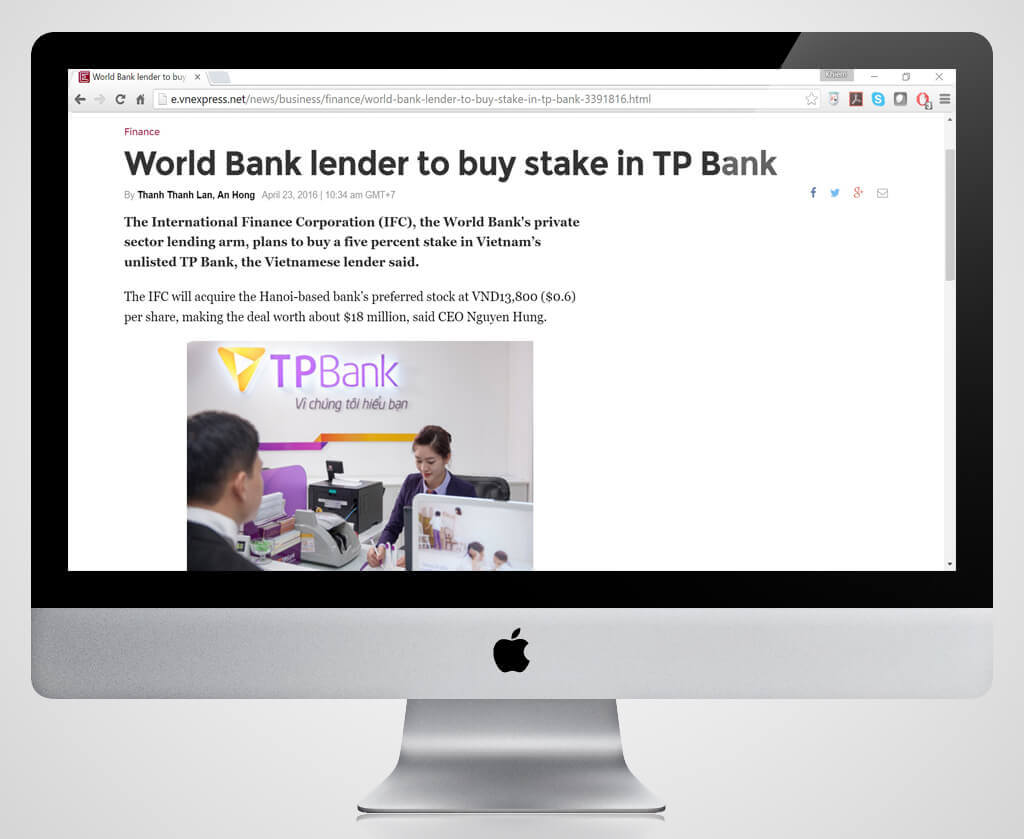 World Bank lender to buy
Khiem
e.vnexpress.net/news/business/finance/world-bank-lender-to-buy-stake-in-tp-bank-3391816.html
Finance
World Bank lender to buy stake in TP Bank
By Thanh Thanh Lan, An Hong April 23, 2016 | 10:34 am GMT+7
The International Finance Corporation (IFC), the World Bank's private
sector lending arm, plans to buy a five percent stake in Vietnam’s
unlisted TP Bank, the Vietnamese lender said.
The IFC will acquire the Hanoi-based bank’s preferred stock at VND13,800 ($0.6)
per share, making the deal worth about $18 million, said CEO Nguyen Hung.
TPBank
Vì chúng tôi hiểu bạn